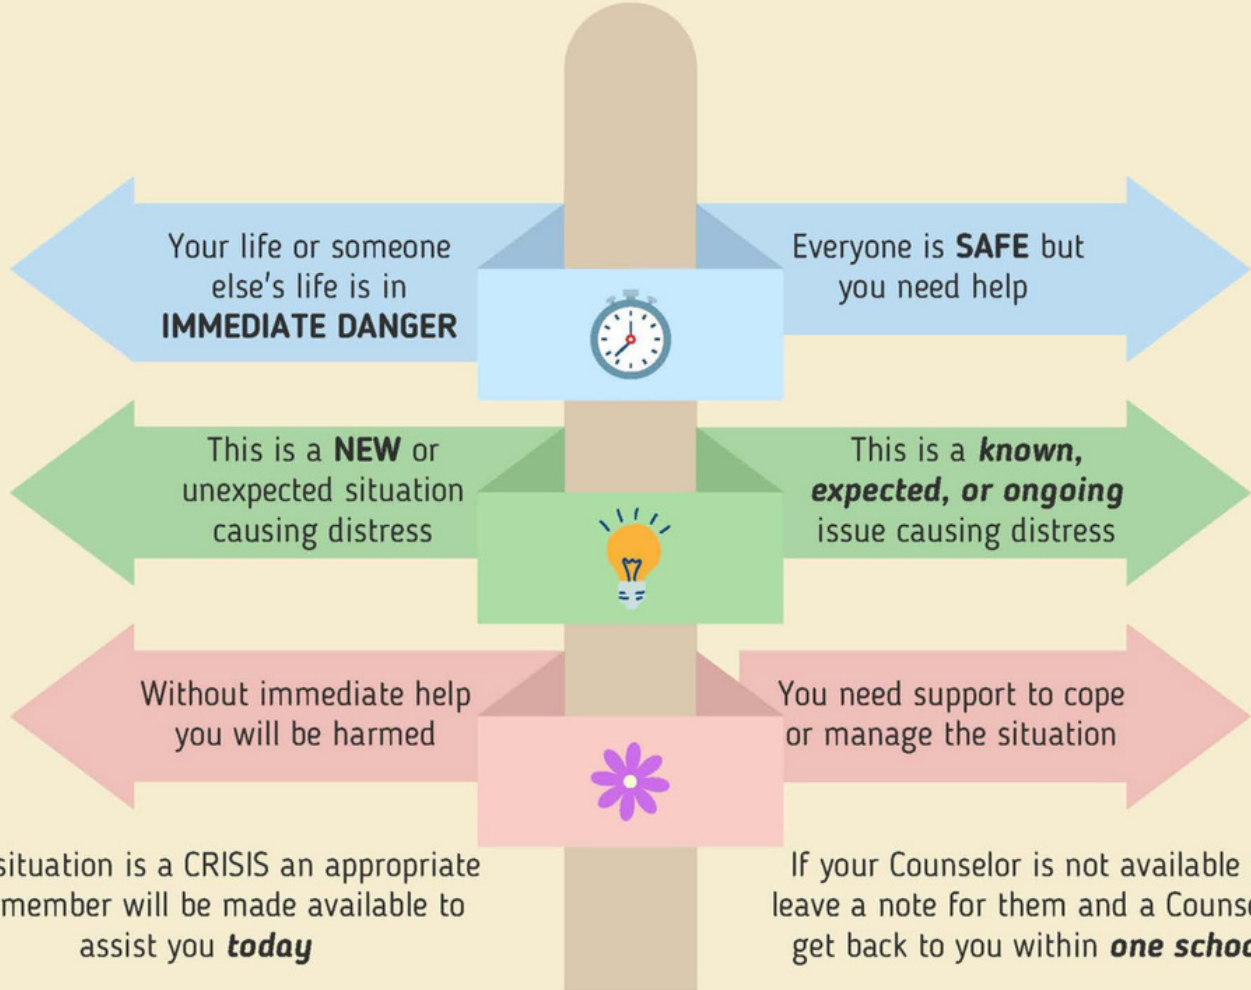 Your life or someone
else's life is in
IMMEDIATE DANGER
Everyone is SAFE but
you need help
This is a NEW or
unexpected situation
causing distress
This is a known,
expected, or ongoing
issue causing distress
Without immediate help
you will be harmed
You need support to cope
or manage the situation
situation is a CRISIS an appropriate
member will be made available to
assist you today
If your Counselor is not available
leave a note for them and a
get back to you within one